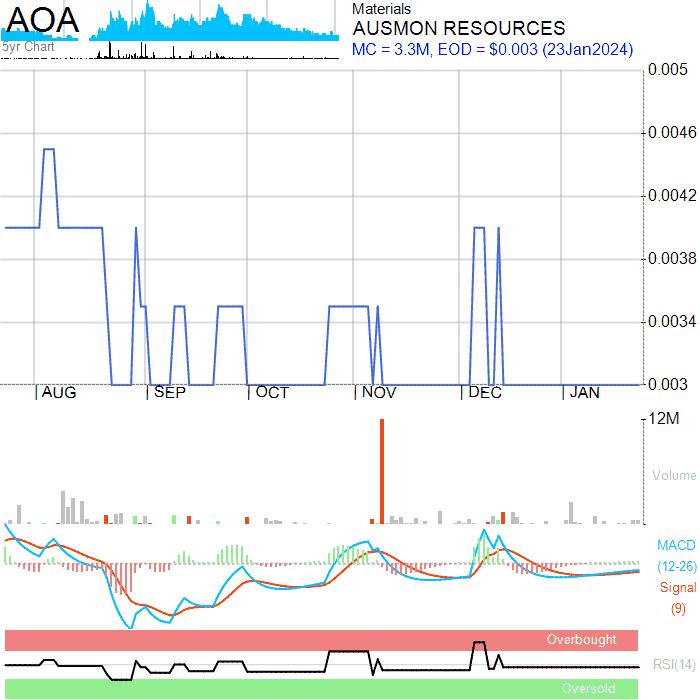 AOA
5yr Chart
Materials
AUSMON RESOURCES
MC = 3.3M, EOD = $0.003 (23Jan2024)
0.005
0.0046
0.0042
0.0038
0.0034
0.003
AUG SEP OCT NOV DEC JAN
12M
Volume
MACD
(12-26)
Signal
(9)
Overbought
RSI(14)
Oversold